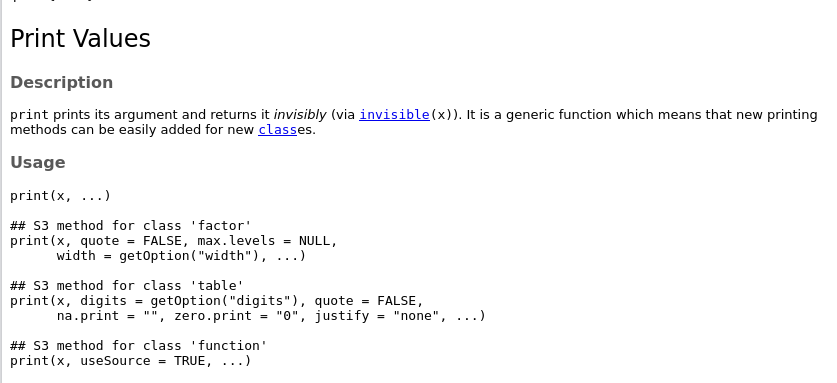 Print Values
Description
print prints its argument and returns it invisibly (via invisible(x)). It is a generic function which means that new printing
methods can be easily added for new classes.
Usage
print(x, ...)
## S3 method for class 'factor'
print(x, quote = FALSE, max.levels = NULL,
      width = getOption("width"), ...)
## S3 method for class 'table'
print(x, digits = getOption("digits"), quote = FALSE,
      na.print = "", zero.print = "0", justify = "none", ...)
## S3 method for class 'function'
print(x, useSource = TRUE, ...)